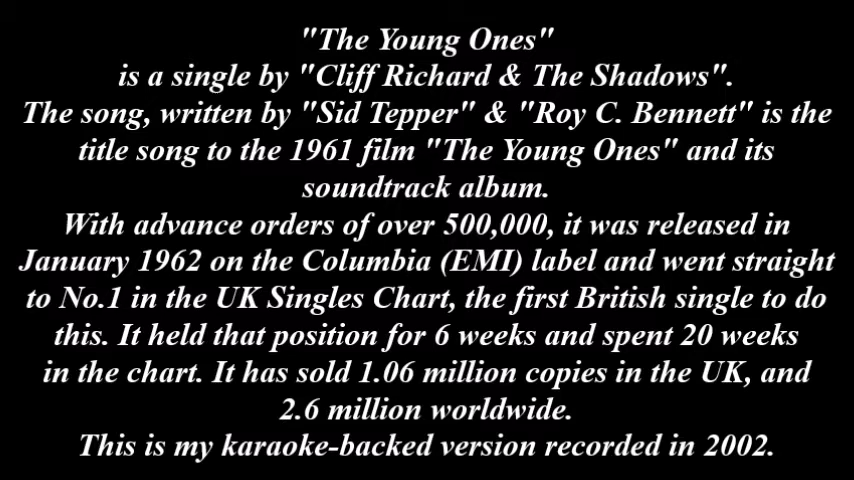 "The Young Ones"
is a single by "Cliff Richard & The Shadows".
The song, written by "Sid Tepper" & "Roy C. Bennett" is the
title song to the 1961 film "The Young Ones" and its
soundtrack album.
With advance orders of over 500,000, it was released in
January 1962 on the Columbia (EMI) label and went straight
to No.1 in the UK Singles Chart, the first British single to do
this. It held that position for 6 weeks and spent 20 weeks
in the chart. It has sold 1.06 million copies in the UK, and
2.6 million worldwide.
This is my karaoke-backed version recorded in 2002.